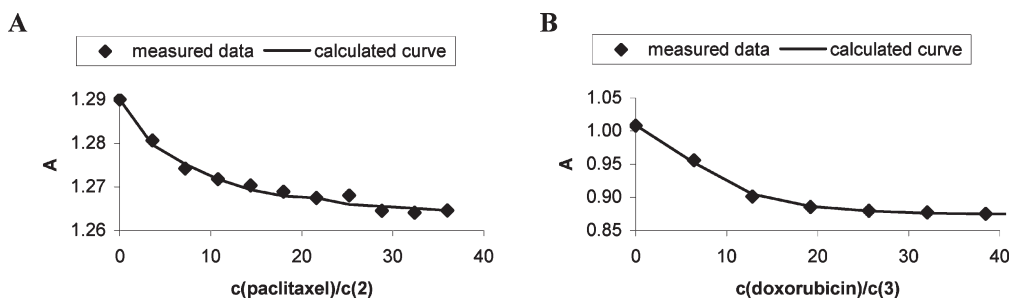 A
measured data calculated curve
1.29
1.28
1.27
1.26
A
0 10 20 30 40
c(paclitaxel)/c(2)
B
measured data calculated curve
1.05
1.00
0.95
0.90
0.85
A
0 10 20 30 40
c(doxorubicin)/c(3)